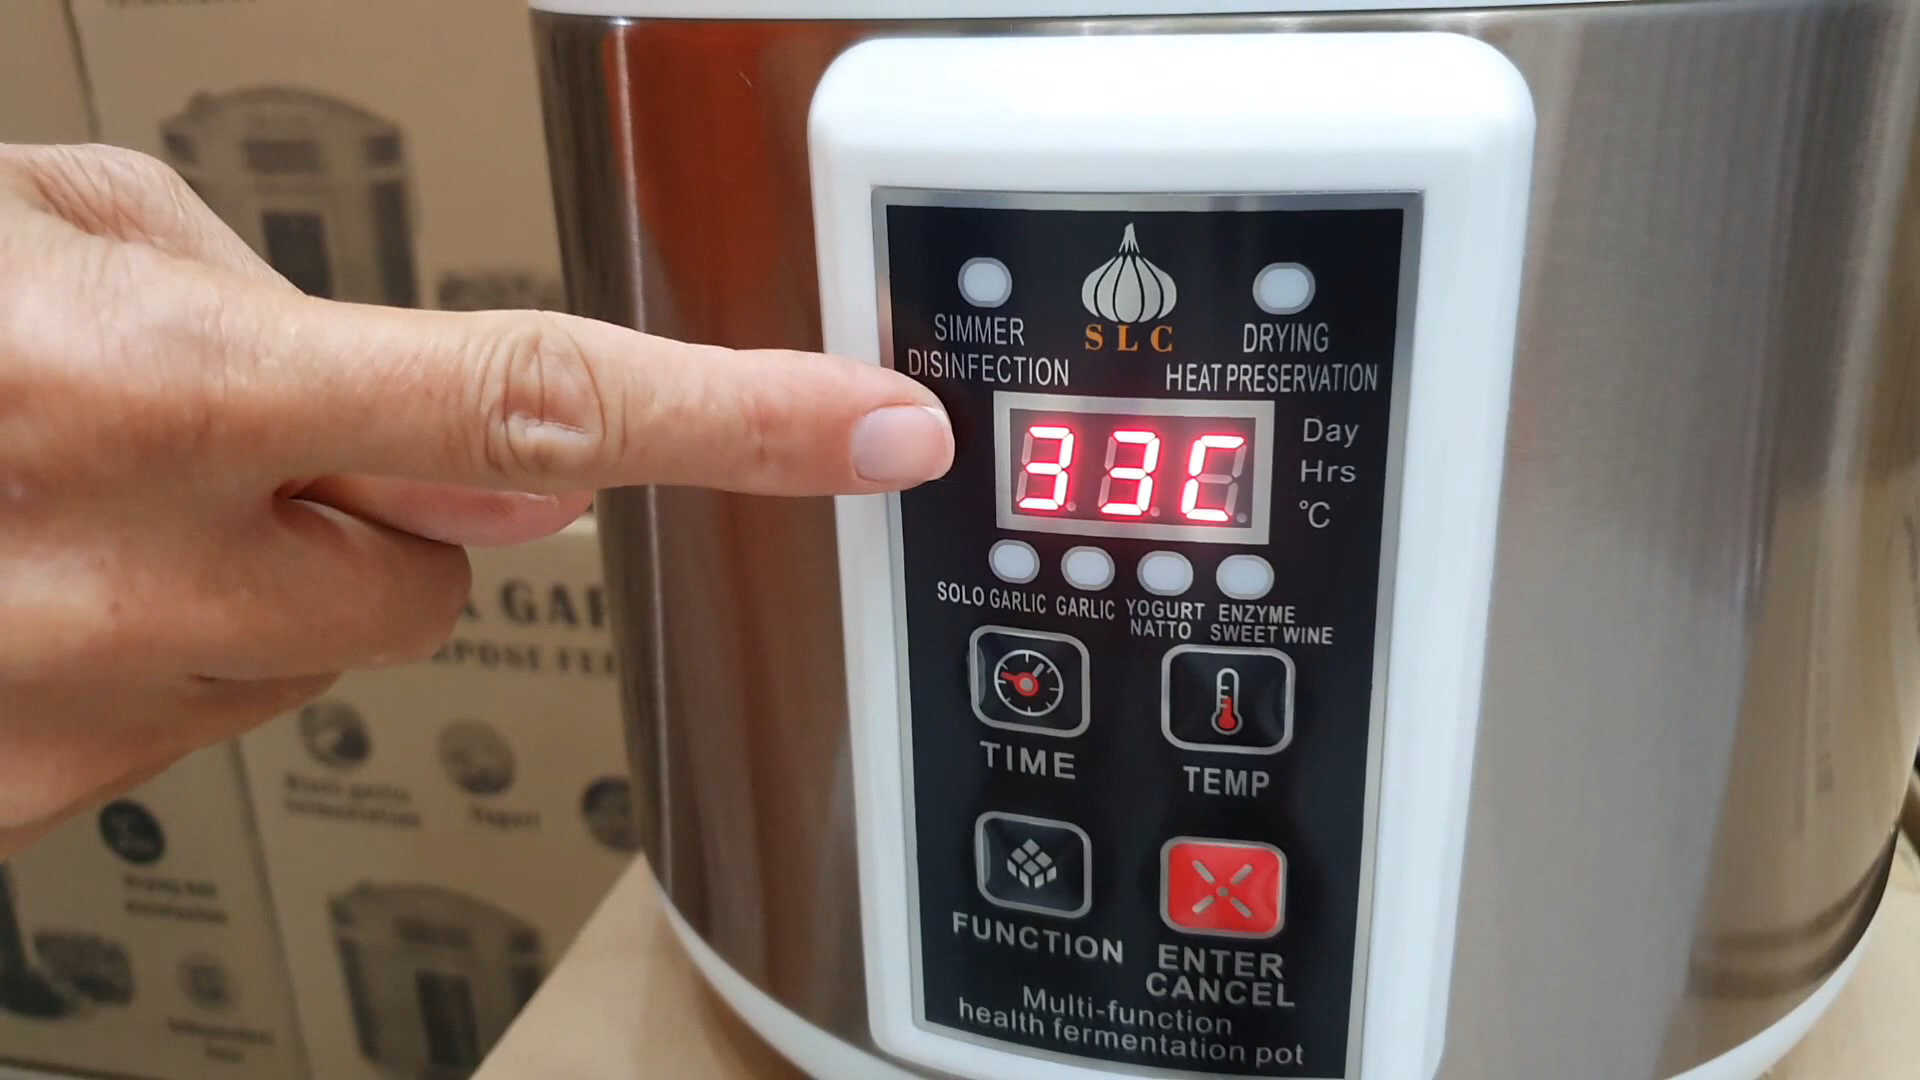 SLC
SIMMER
DISINFECTION
DRYING
HEAT PRESERVATION
33C
Day
Hrs
°C
SOLO GARLIC
GARLIC
YOGURT
NATTO
ENZYME
SWEET WINE
TIME
TEMP
FUNCTION
ENTER
CANCEL
Multi-function
health fermentation pot
Yogurt